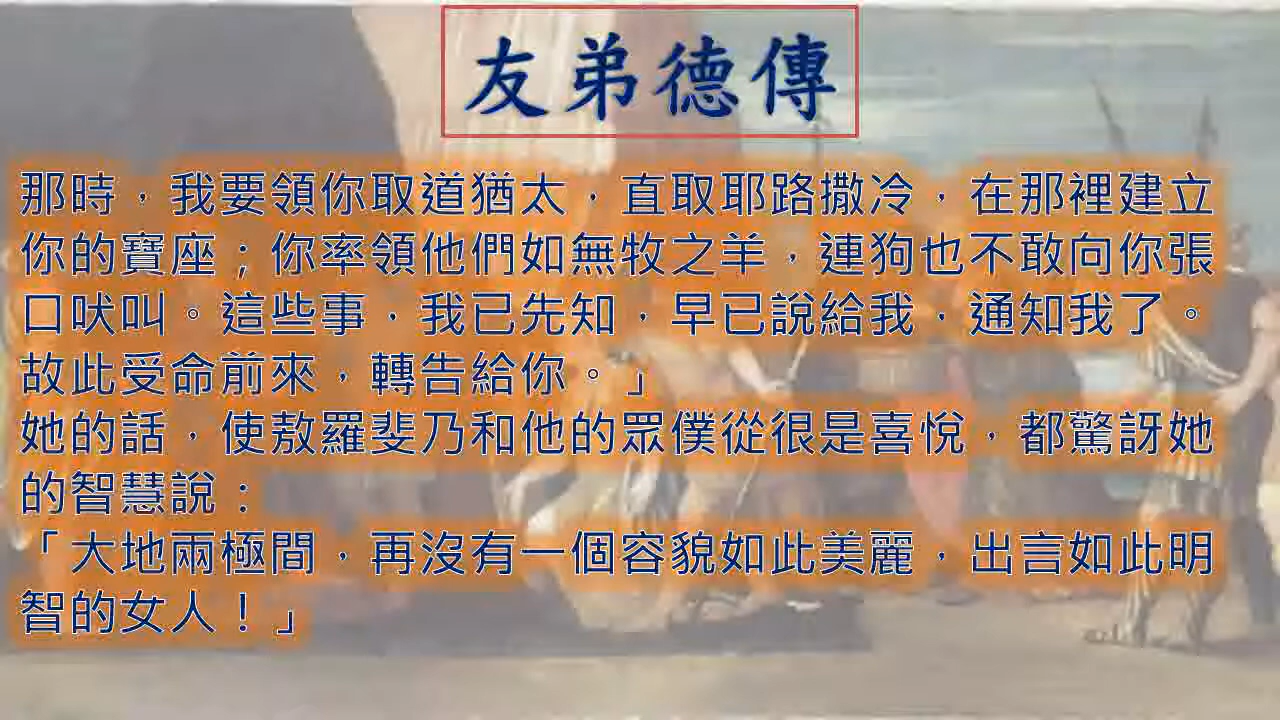 友弟德傳
那時，我要領你取道猶太，直取耶路撒冷，在那裡建立
你的寶座；你率領他們如無牧之羊，連狗也不敢向你張
口吠叫。這些事，我已先知，早已說給我，通知我了。
故此受命前來，轉告給你。」
她的話，使敖羅斐乃和他的眾僕從很是喜悅，都驚訝她
的智慧說：
「大地兩極間，再沒有一個容貌如此美麗，出言如此明
智的女人！」